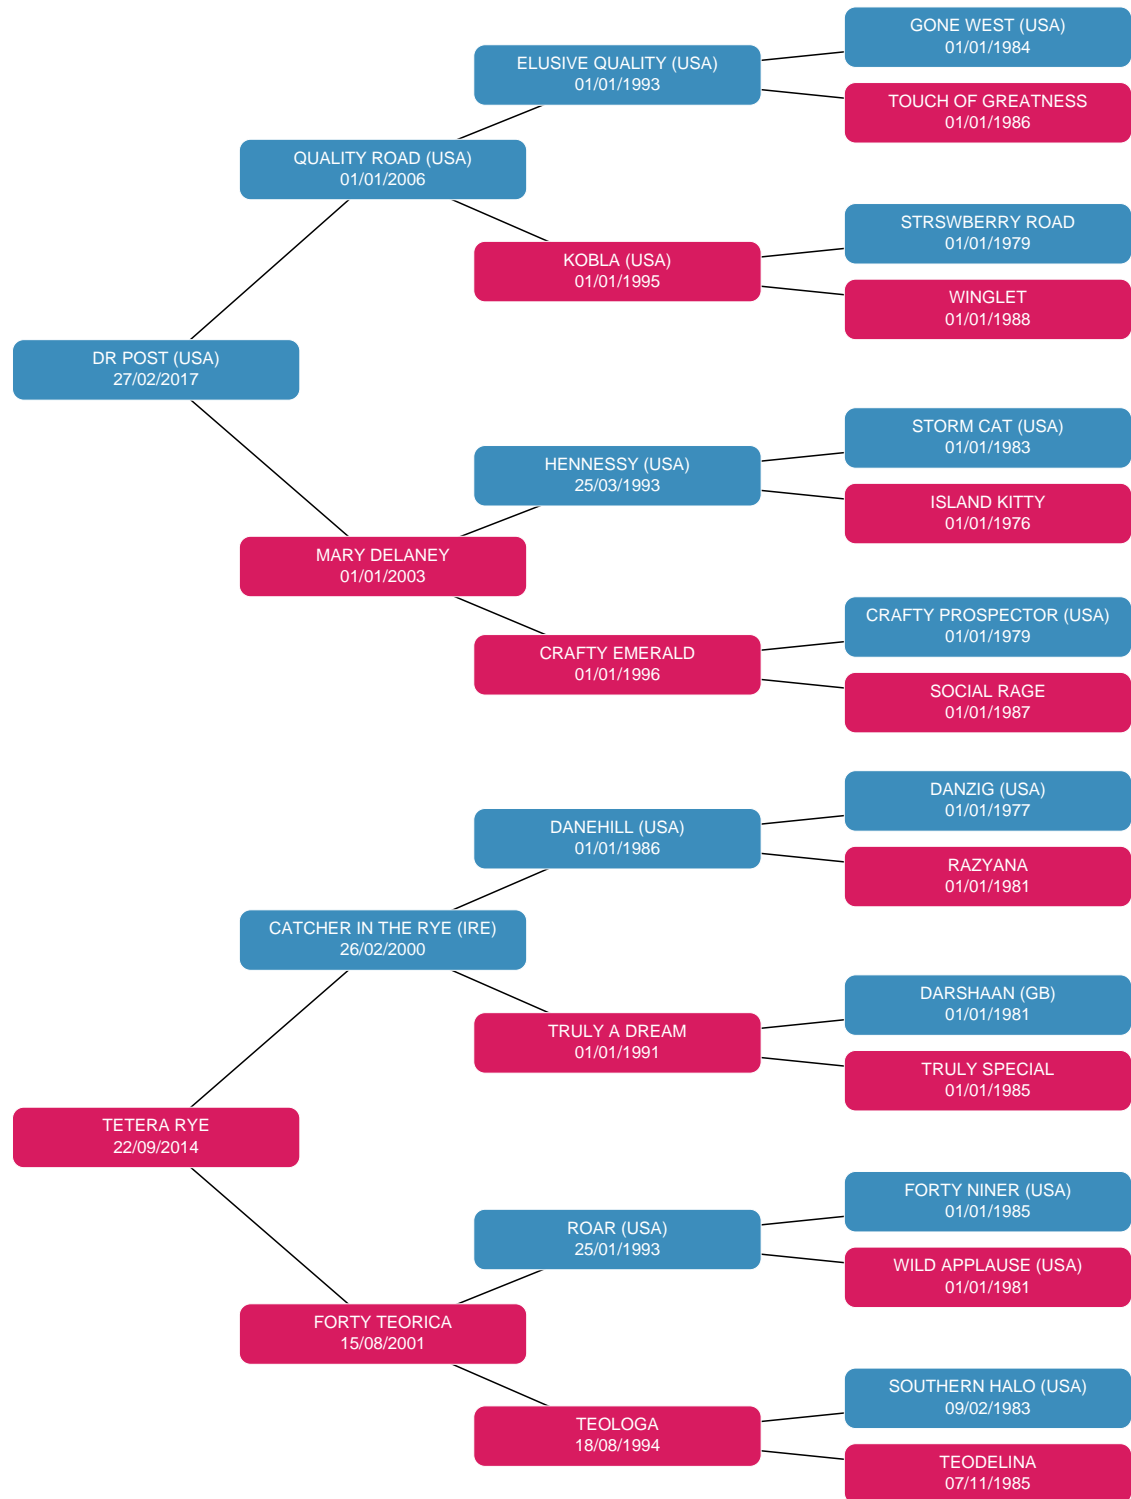 GONE WEST (USA)
01/01/1984
ELUSIVE QUALITY (USA)
01/01/1993
TOUCH OF GREATNESS
01/01/1986
QUALITY ROAD (USA)
01/01/2006
STRSWBERRY ROAD
01/01/1979
KOBLA (USA)
01/01/1995
WINGLET
01/01/1988
DR POST (USA)
27/02/2017
STORM CAT (USA)
01/01/1983
HENNESSY (USA)
25/03/1993
ISLAND KITTY
01/01/1976
MARY DELANEY
01/01/2003
CRAFTY PROSPECTOR (USA)
01/01/1979
CRAFTY EMERALD
01/01/1996
SOCIAL RAGE
01/01/1987
DANZIG (USA)
01/01/1977
DANEHILL (USA)
01/01/1986
RAZYANA
01/01/1981
CATCHER IN THE RYE (IRE)
26/02/2000
DARSHAAN (GB)
01/01/1981
TRULY A DREAM
01/01/1991
TRULY SPECIAL
01/01/1985
TETERA RYE
22/09/2014
FORTY NINER (USA)
01/01/1985
ROAR (USA)
25/01/1993
WILD APPLAUSE (USA)
01/01/1981
FORTY TEORICA
15/08/2001
SOUTHERN HALO (USA)
09/02/1983
TEOLOGA
18/08/1994
TEODELINA
07/11/1985